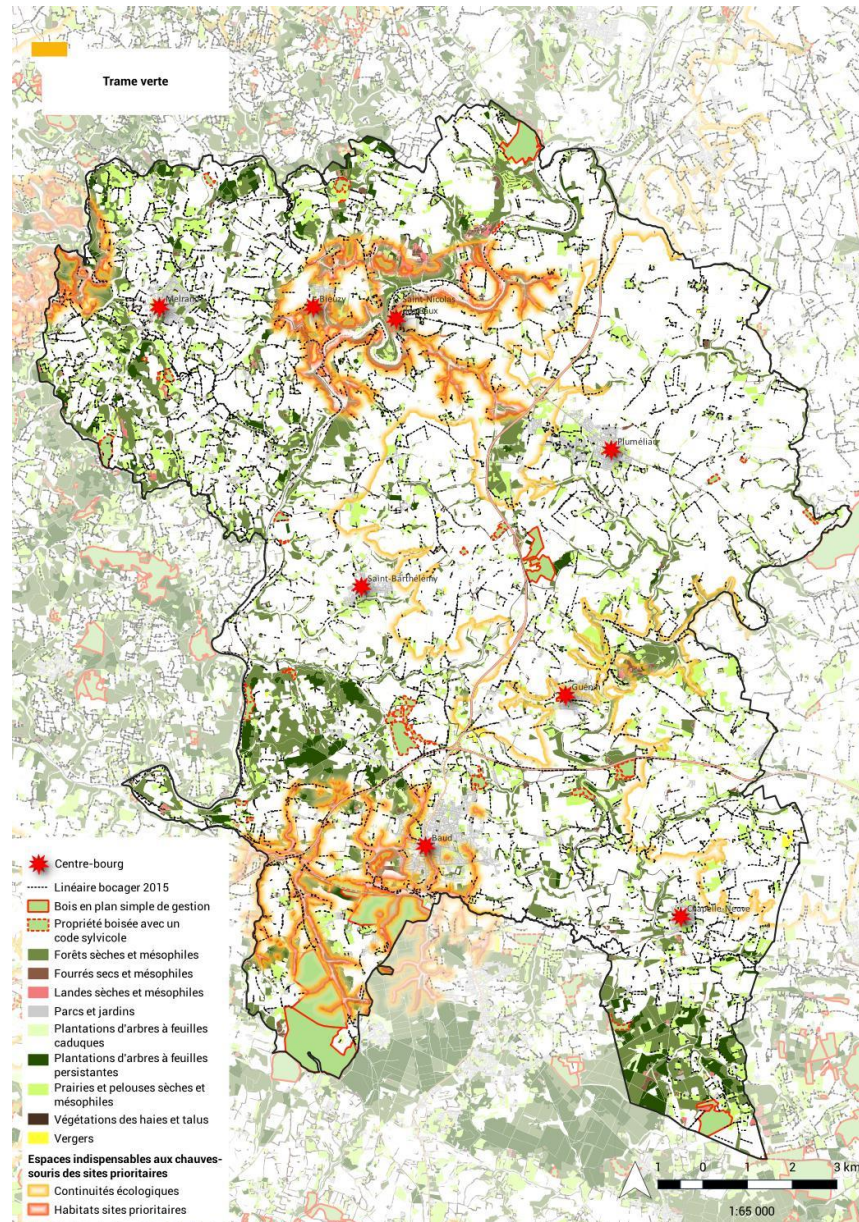 Trame verte
Melrand
Bieuzy
Saint-Nicolas
Pluméliau
Saint-Barthélémy
Guénin
Baud
Chapelle-Neuve
Centre-bourg
Linéaire bocager 2015
Bois en plan simple de gestion
Propriété boisée avec un
code sylvicole
Forêts sèches et mésophiles
Fourrés secs et mésophiles
Landes sèches et mésophiles
Parcs et jardins
Plantations d'arbres à feuilles
caduques
Plantations d'arbres à feuilles
persistantes
Prairies et pelouses sèches et
mésophiles
Végétations des haies et talus
Vergers
Espaces indispensables aux chauves-
souris des sites prioritaires
Continuités écologiques
Habitats sites prioritaires
1 0 1 2 3 km
1:65 000